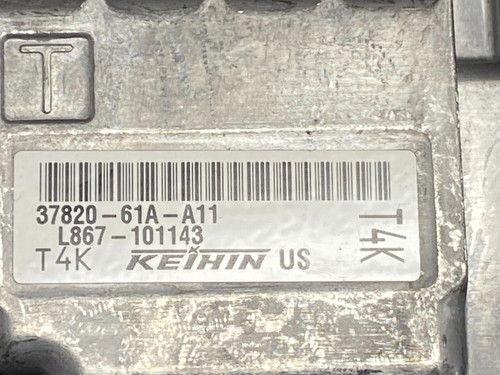 T
37820-61A-A11
L867-101143
T4K KEIHIN US
T4K